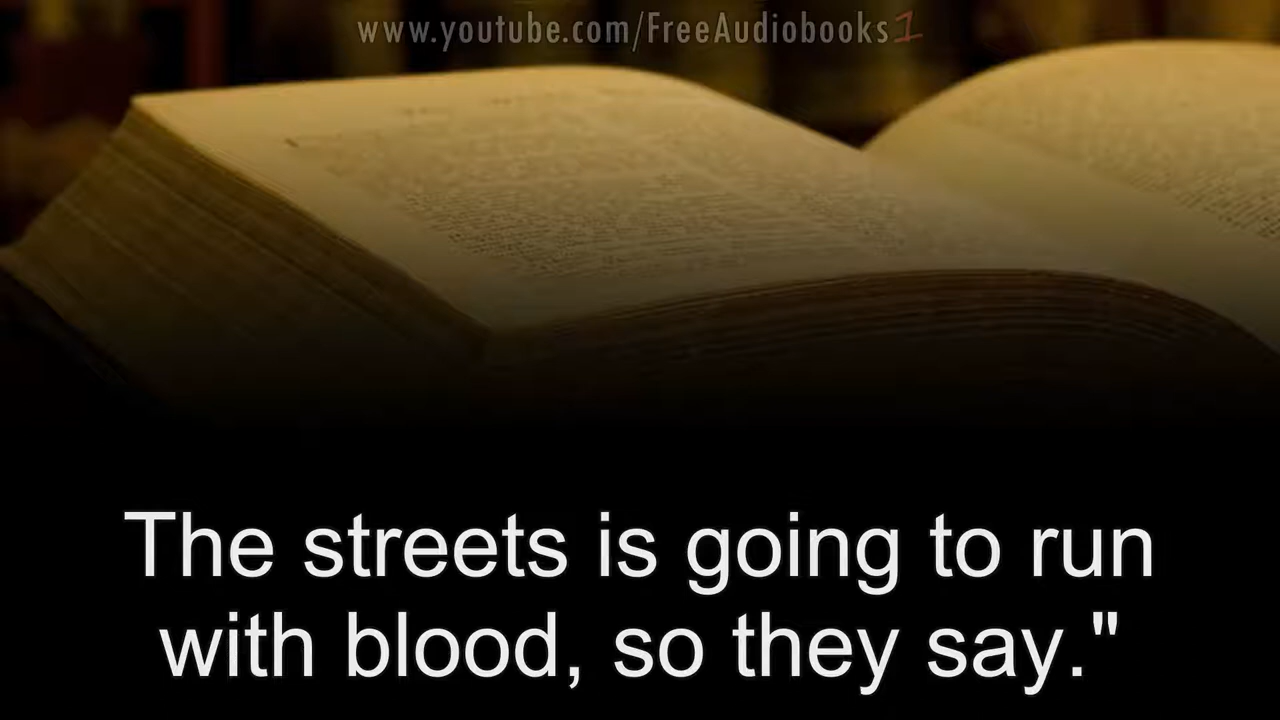 www.youtube.com/FreeAudiobooks1
The streets is going to run
with blood, so they say."